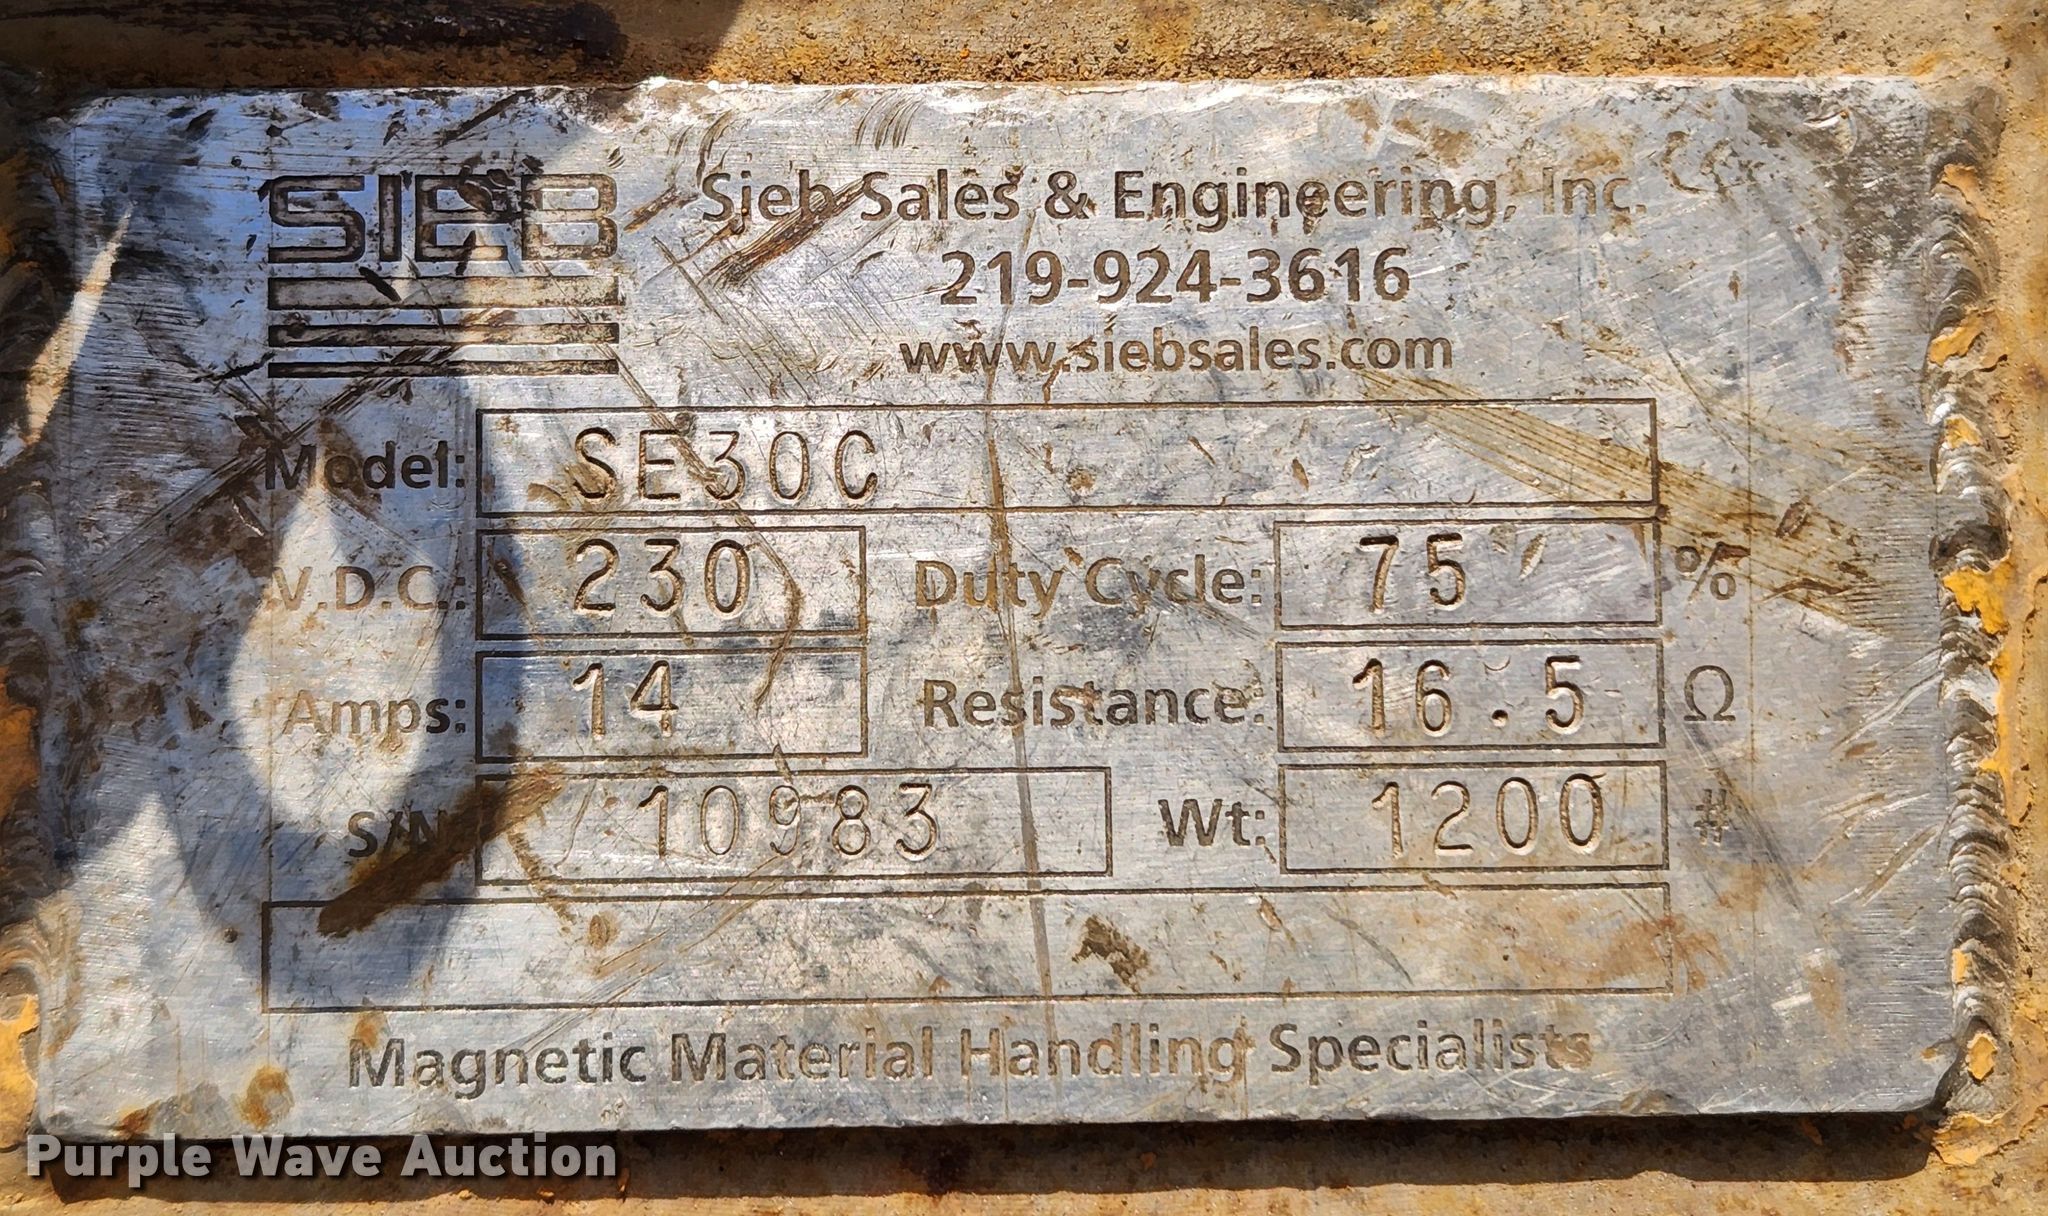 SIEB
Sieb Sales & Engineering, Inc.
219-924-3616
www.siebsales.com
Model: SE30C
V.D.C.: 230 Duty Cycle: 75 %
Amps: 14 Resistance: 16.5 Ω
S/N 10983 Wt: 1200 #
Magnetic Material Handling Specialists
Purple Wave Auction